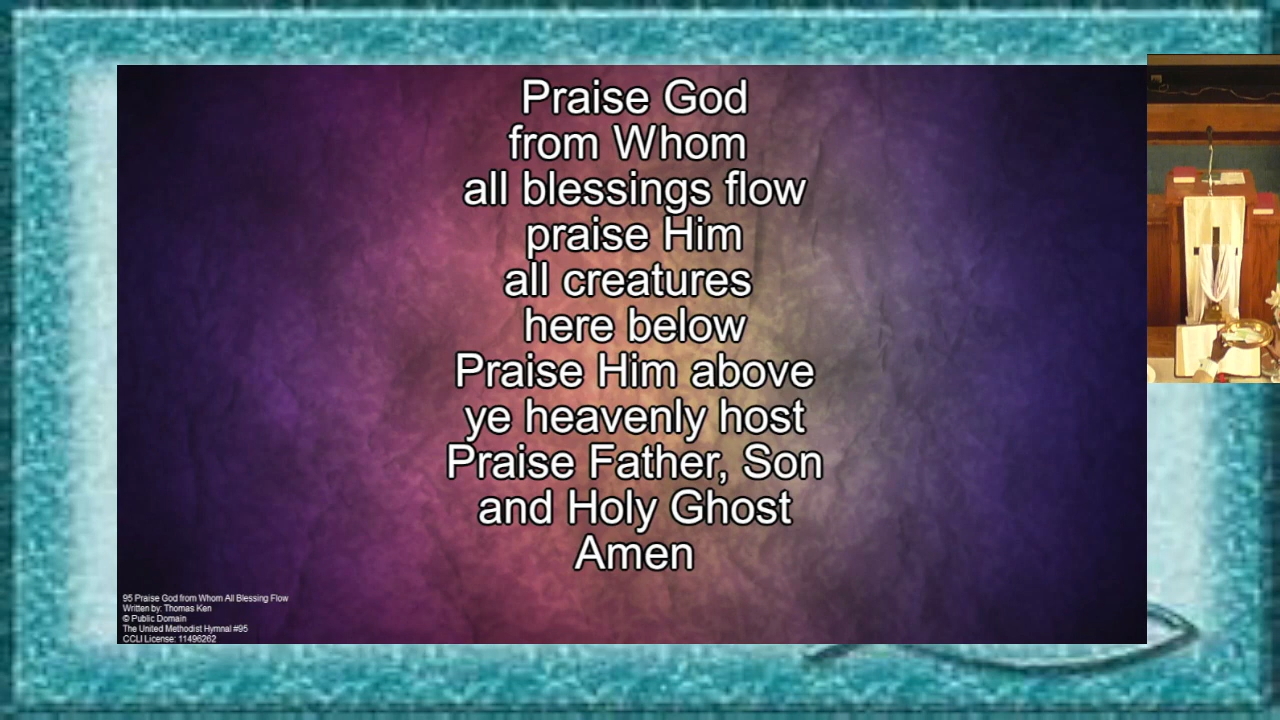 Praise God
from Whom
all blessings flow
praise Him
all creatures
here below
Praise Him above
ye heavenly host
Praise Father, Son
and Holy Ghost
Amen
95 Praise God from Whom All Blessing Flow
Written by: Thomas Ken
© Public Domain
The United Methodist Hymnal #95
CCLI License: 11496262